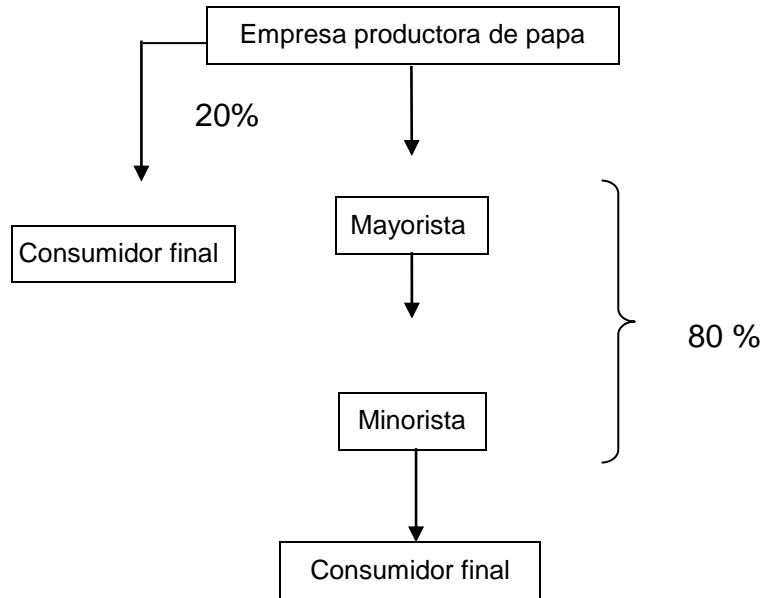 Empresa productora de papa
20%
Mayorista
Consumidor final
80 %
Minorista
Consumidor final